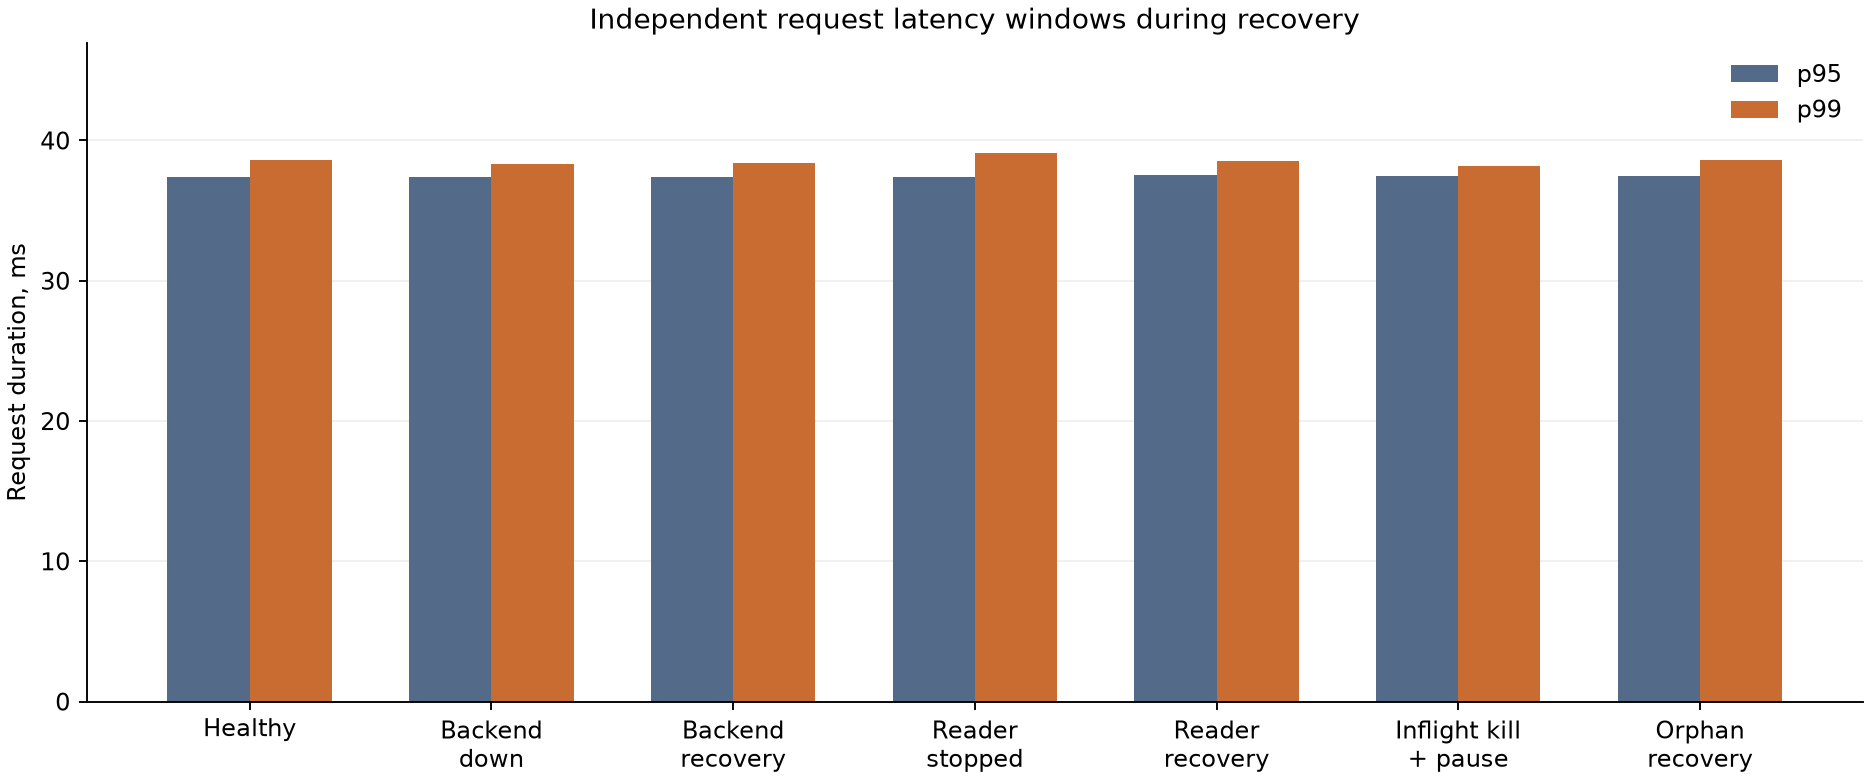 Independent request latency windows during recovery
p95
p99
Request duration, ms
40
30
20
10
0
Healthy
Backend
down
Backend
recovery
Reader
stopped
Reader
recovery
Inflight kill
+ pause
Orphan
recovery